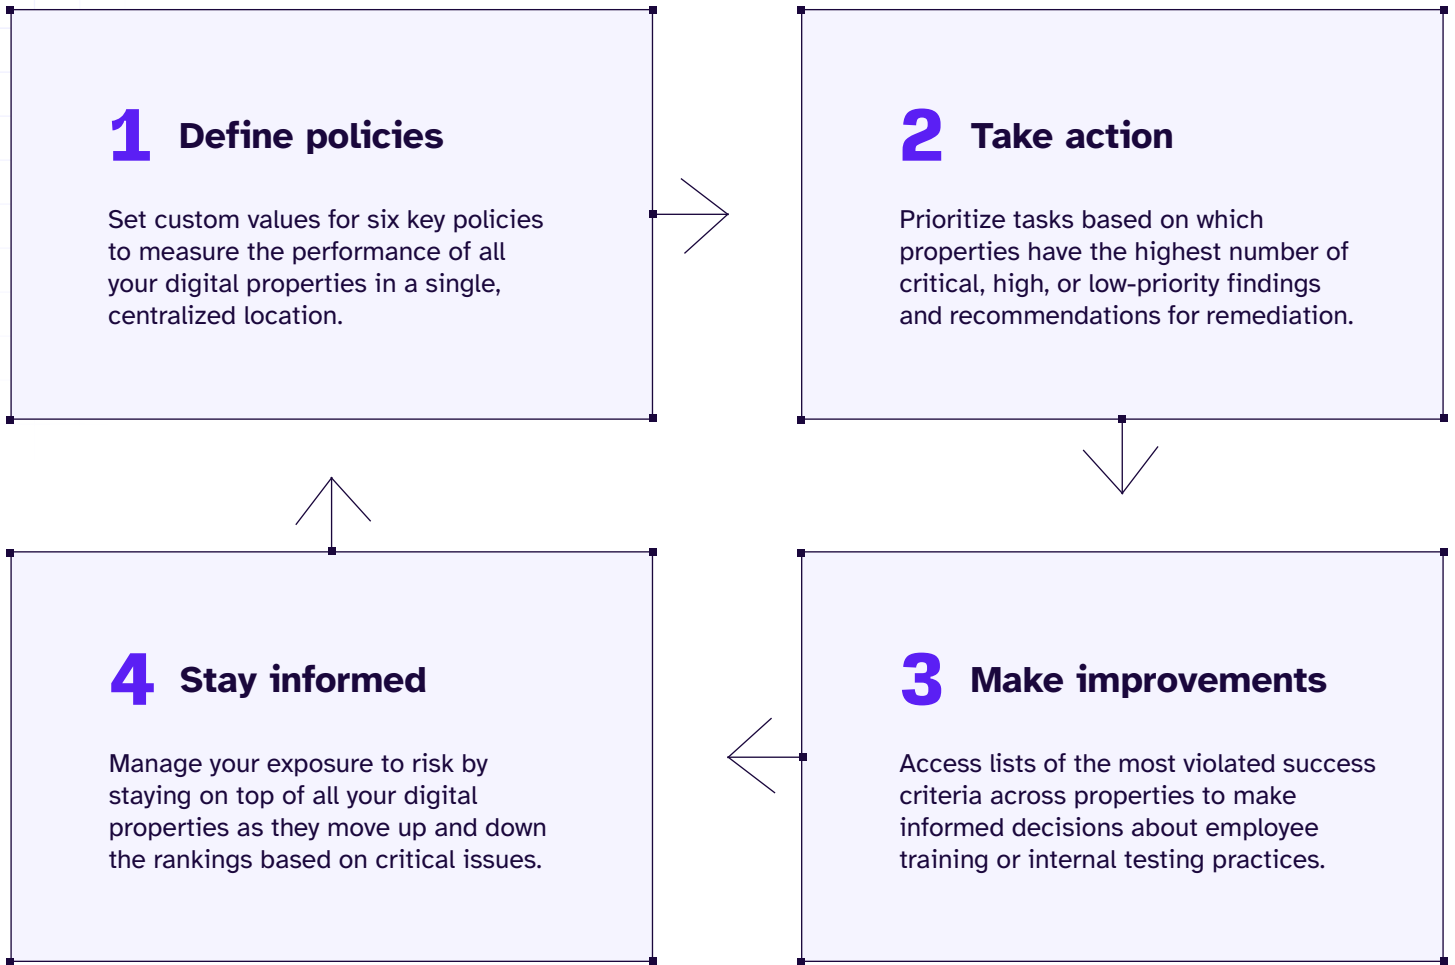 1 Define policies
Set custom values for six key policies
to measure the performance of all
your digital properties in a single,
centralized location.
2 Take action
Prioritize tasks based on which
properties have the highest number of
critical, high, or low-priority findings
and recommendations for remediation.
3 Make improvements
Access lists of the most violated success
criteria across properties to make
informed decisions about employee
training or internal testing practices.
4 Stay informed
Manage your exposure to risk by
staying on top of all your digital
properties as they move up and down
the rankings based on critical issues.